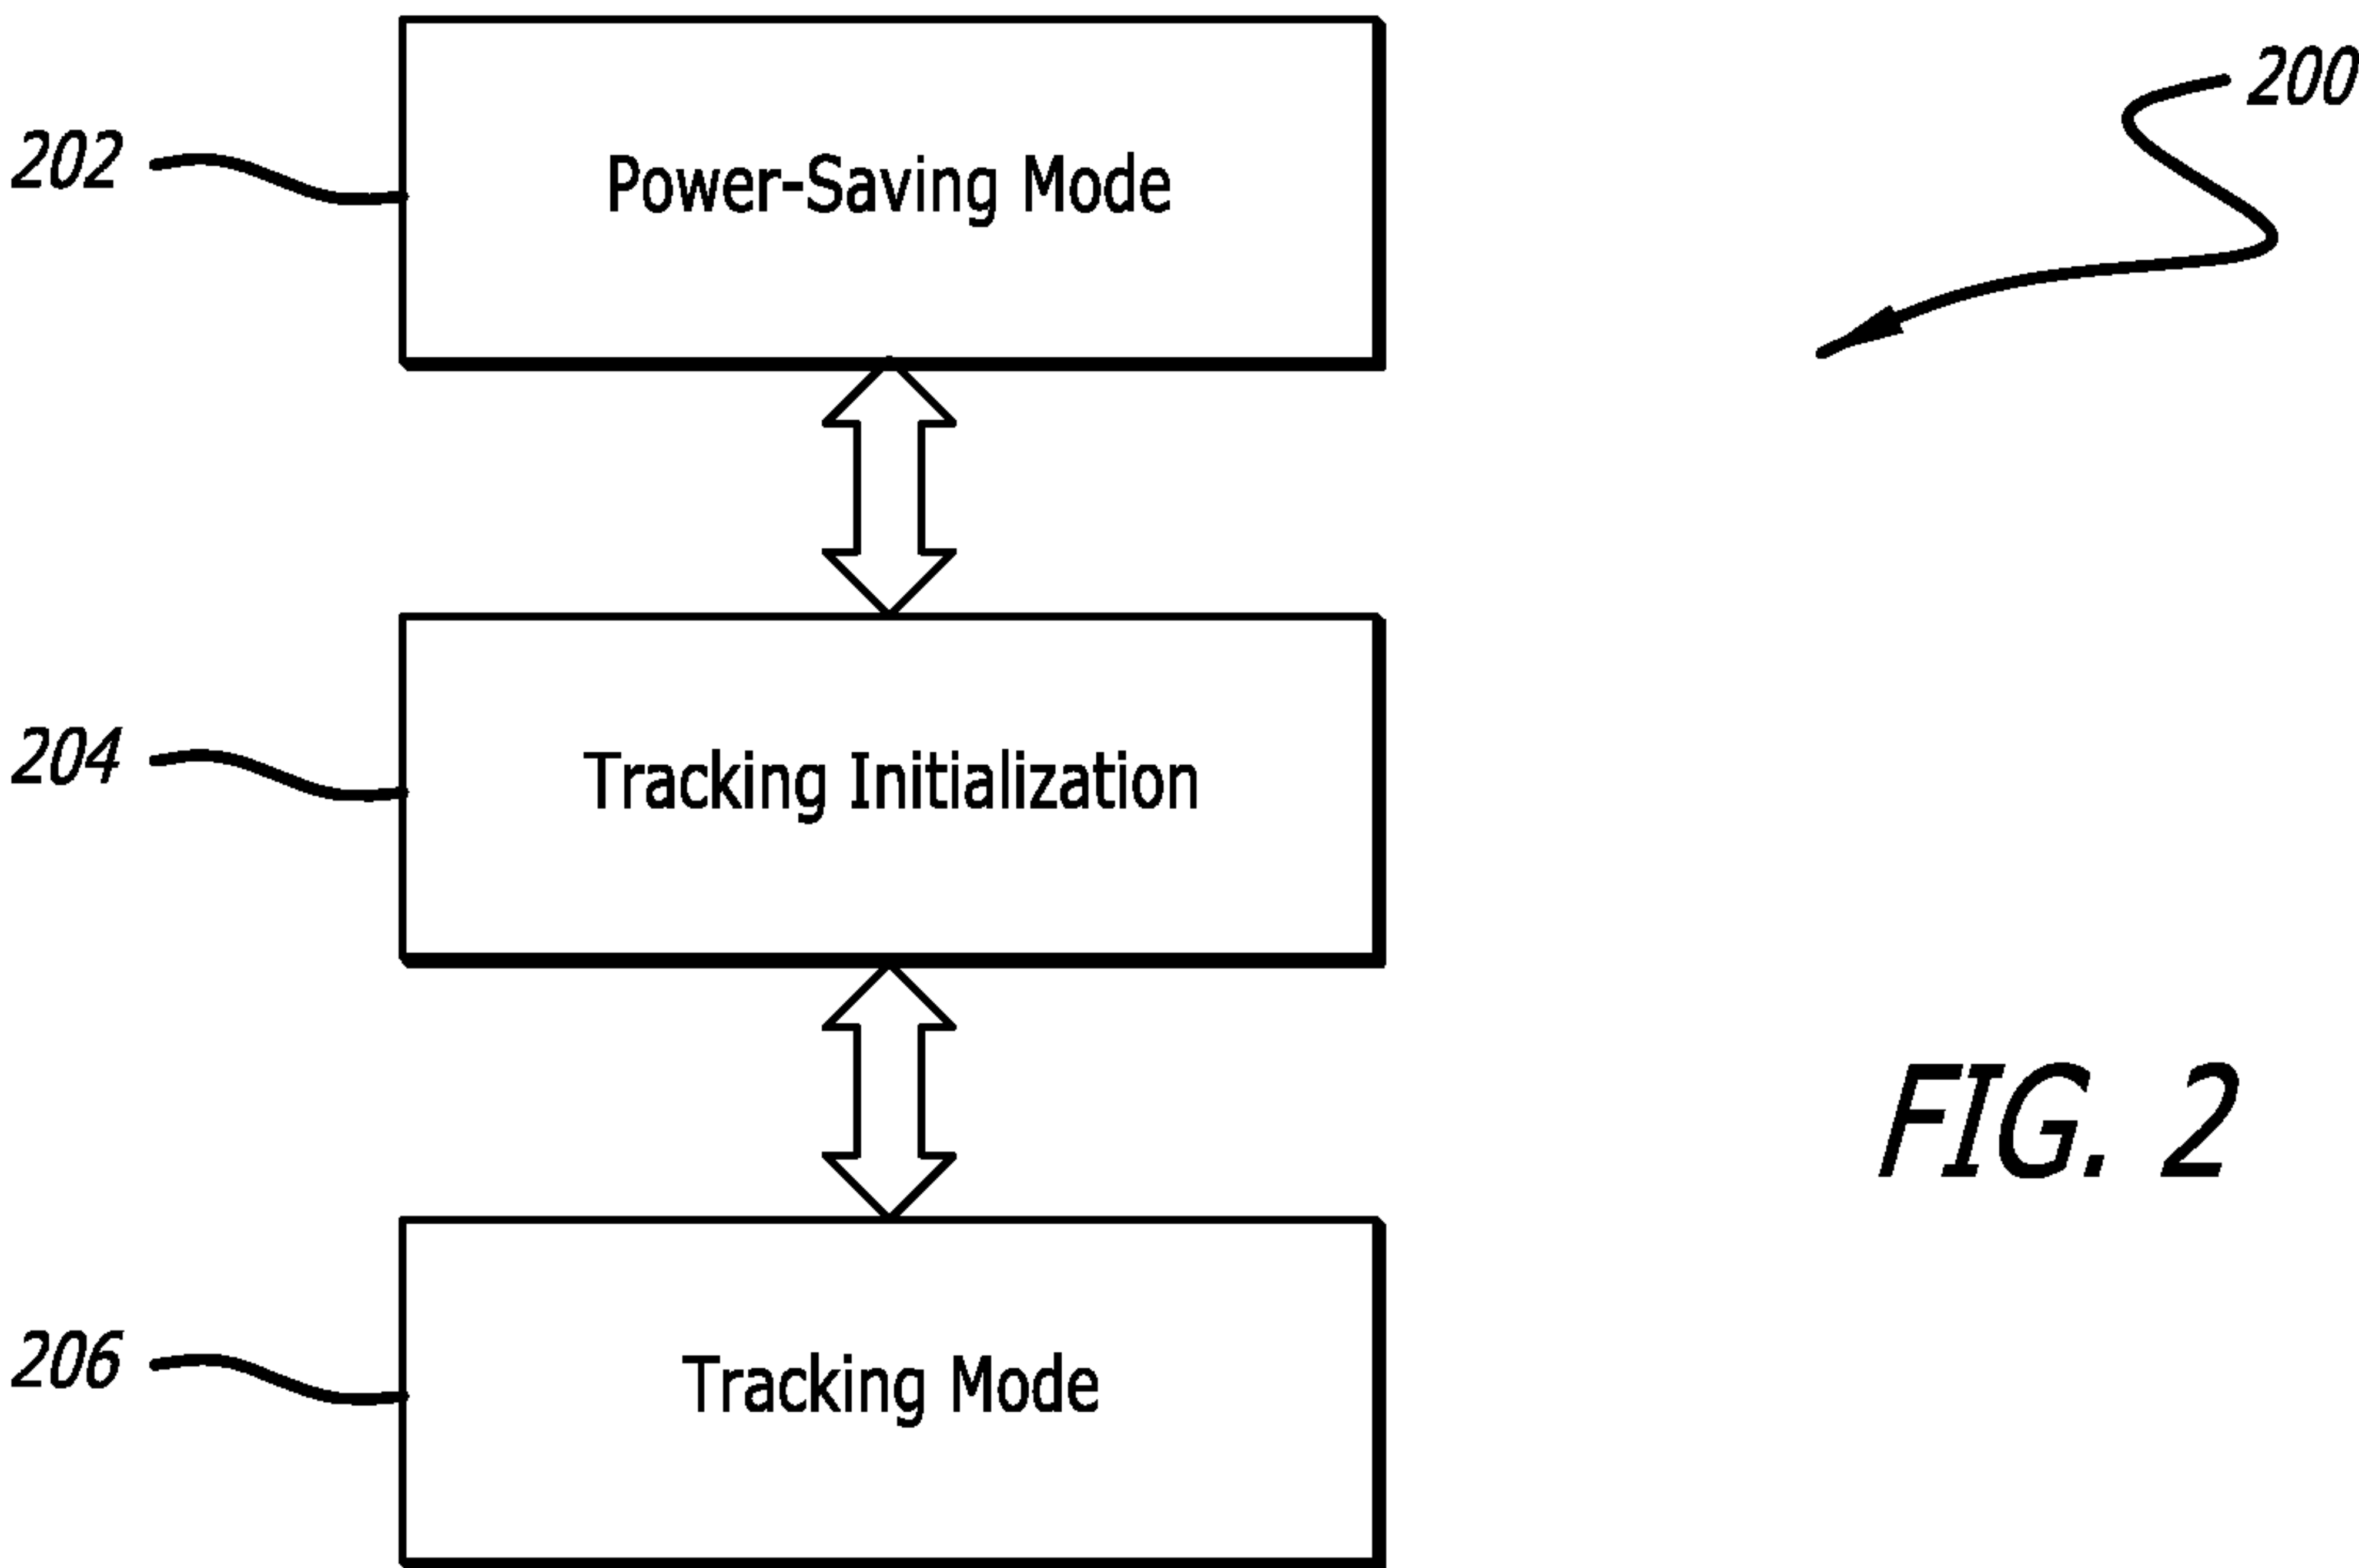 200
202
Power-Saving Mode
204
Tracking Initialization
206
Tracking Mode
FIG. 2